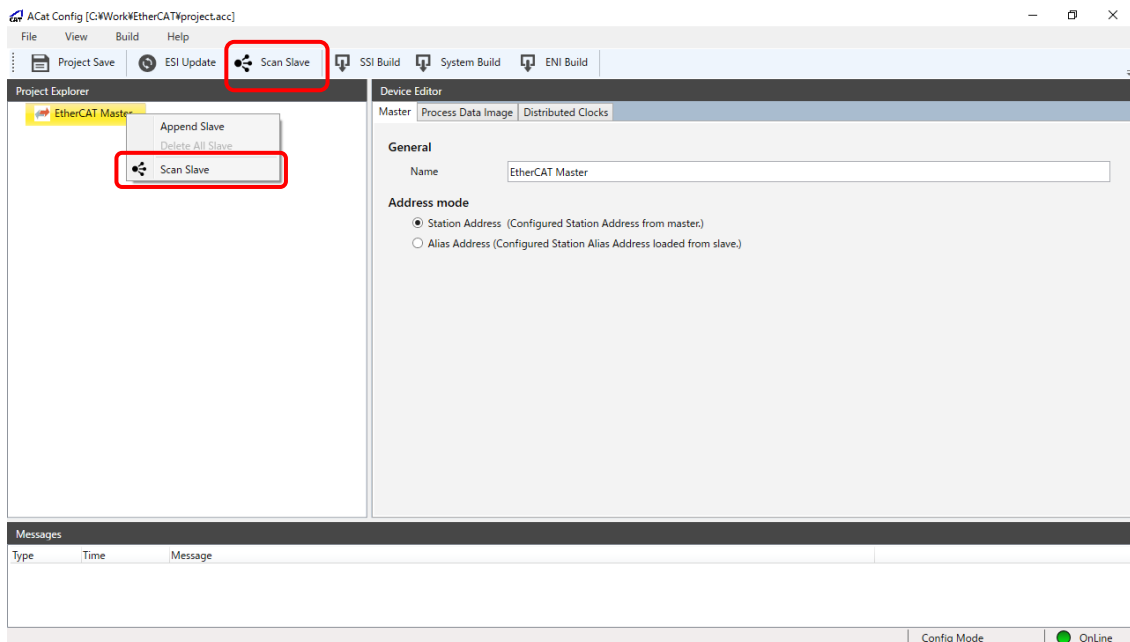 ACat Config [C:¥Work¥EtherCAT¥project.acc]
File View Build Help
Project Save ESI Update Scan Slave SSI Build System Build ENI Build
Project Explorer
EtherCAT Master
Append Slave
Delete All Slave
Scan Slave
Device Editor
Master Process Data Image Distributed Clocks
General
Name EtherCAT Master
Address mode
Station Address (Configured Station Address from master.)
Alias Address (Configured Station Alias Address loaded from slave.)
Messages
Type Time Message
Config Mode OnLine